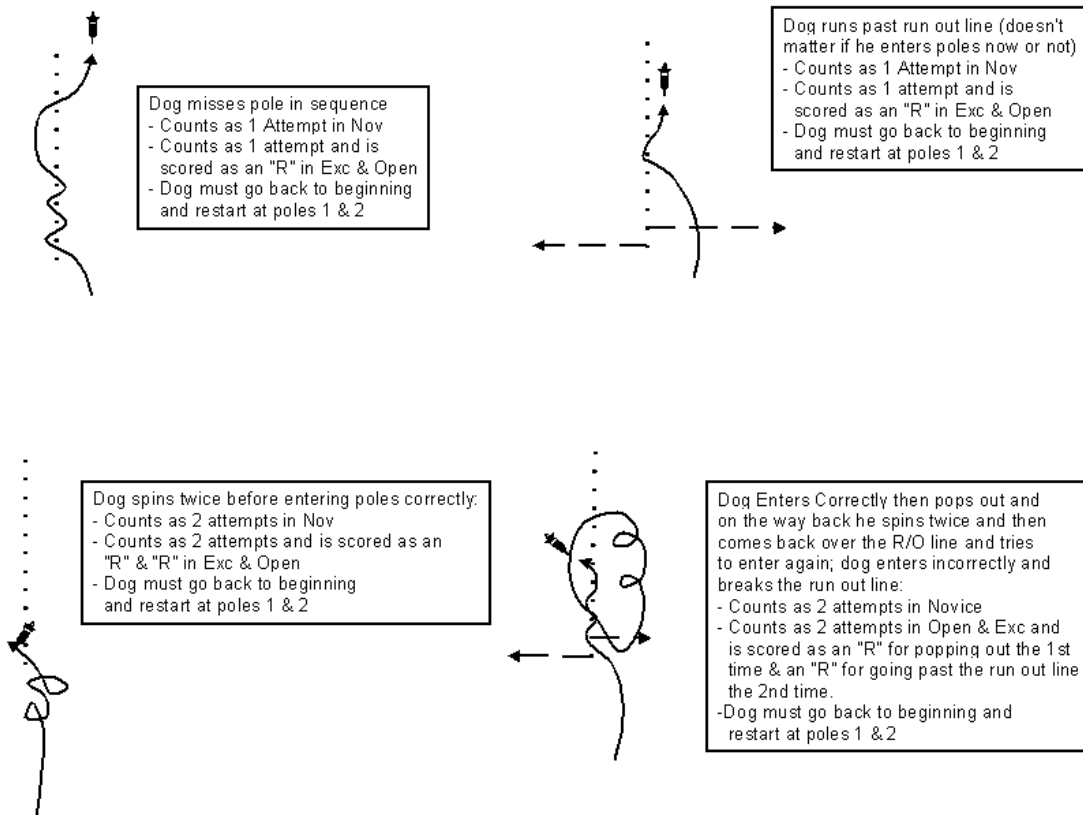 Dog misses pole in sequence
- Counts as 1 Attempt in Nov
- Counts as 1 attempt and is
scored as an "R" in Exc & Open
- Dog must go back to beginning
and restart at poles 1 & 2
Dog runs past run out line (doesn't
matter if he enters poles now or not)
- Counts as 1 Attempt in Nov
- Counts as 1 attempt and is
scored as an "R" in Exc & Open
- Dog must go back to beginning
and restart at poles 1 & 2
Dog spins twice before entering poles correctly:
- Counts as 2 attempts in Nov
- Counts as 2 attempts and is scored as an
"R" & "R" in Exc & Open
- Dog must go back to beginning
and restart at poles 1 & 2
Dog Enters Correctly then pops out and
on the way back he spins twice and then
comes back over the R/O line and tries
to enter again; dog enters incorrectly and
breaks the run out line:
- Counts as 2 attempts in Novice
- Counts as 2 attempts in Open & Exc and
is scored as an "R" for popping out the 1st
time & an "R" for going past the run out line
the 2nd time.
-Dog must go back to beginning and
restart at poles 1 & 2